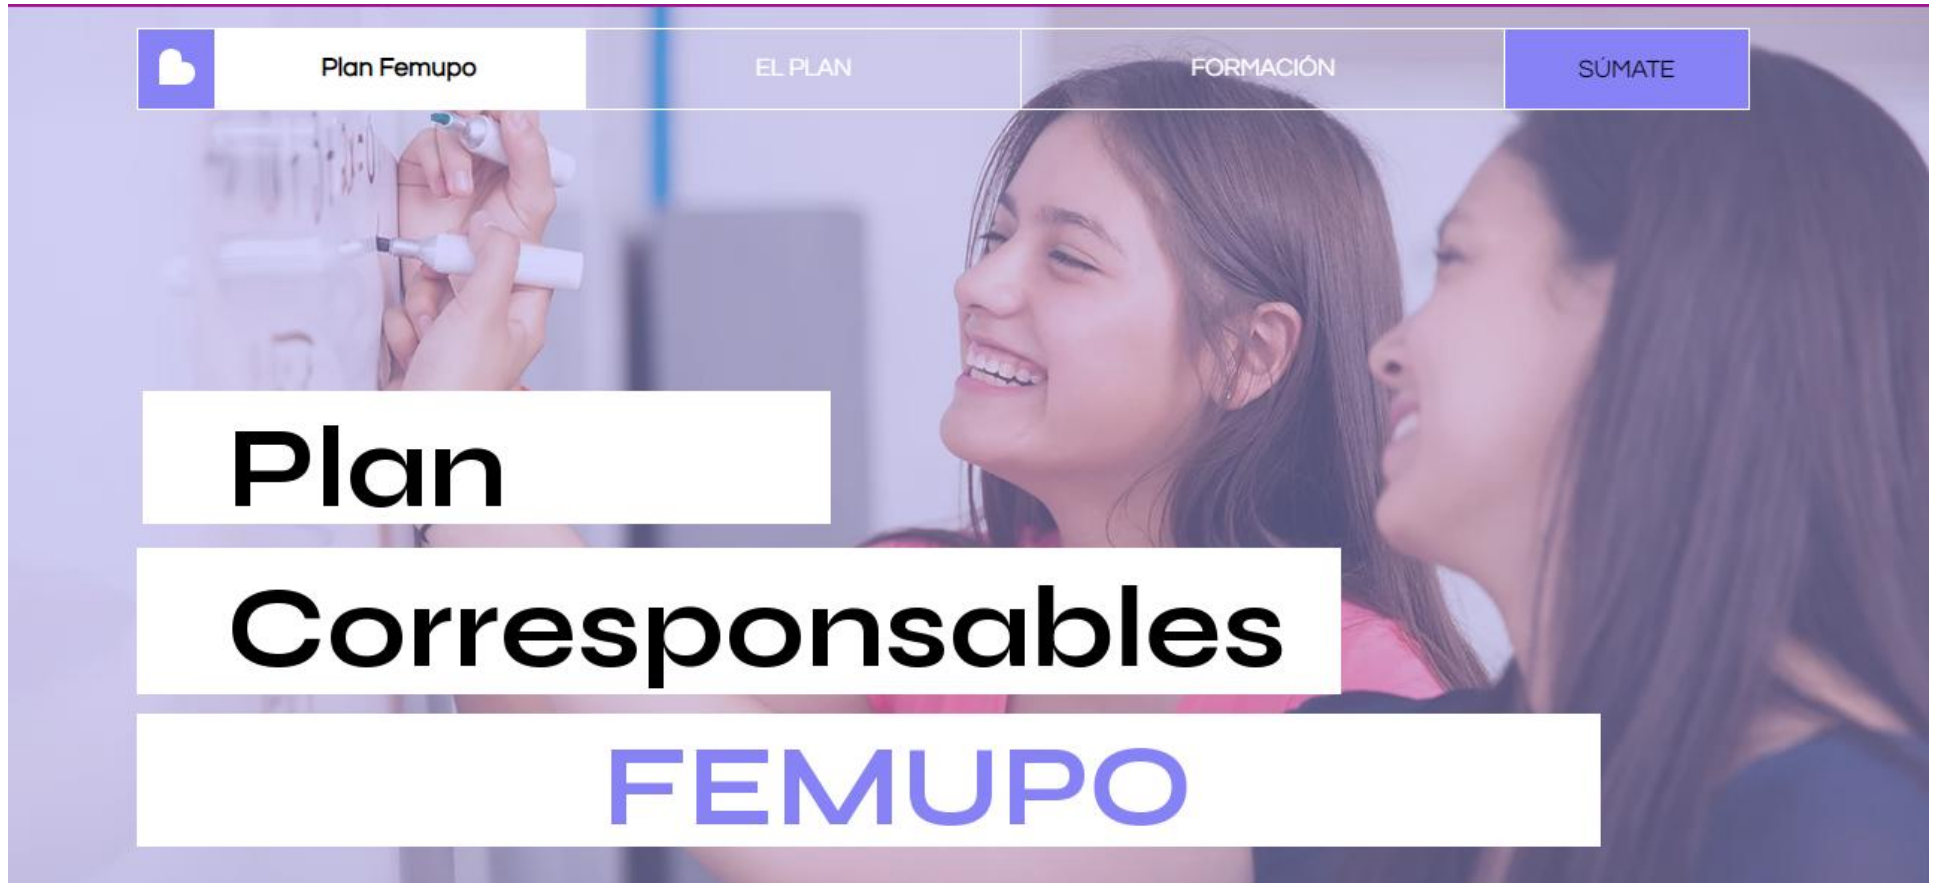 Plan Femupo
EL PLAN
FORMACIÓN
SÚMATE
Plan
Corresponsables
FEMUPO